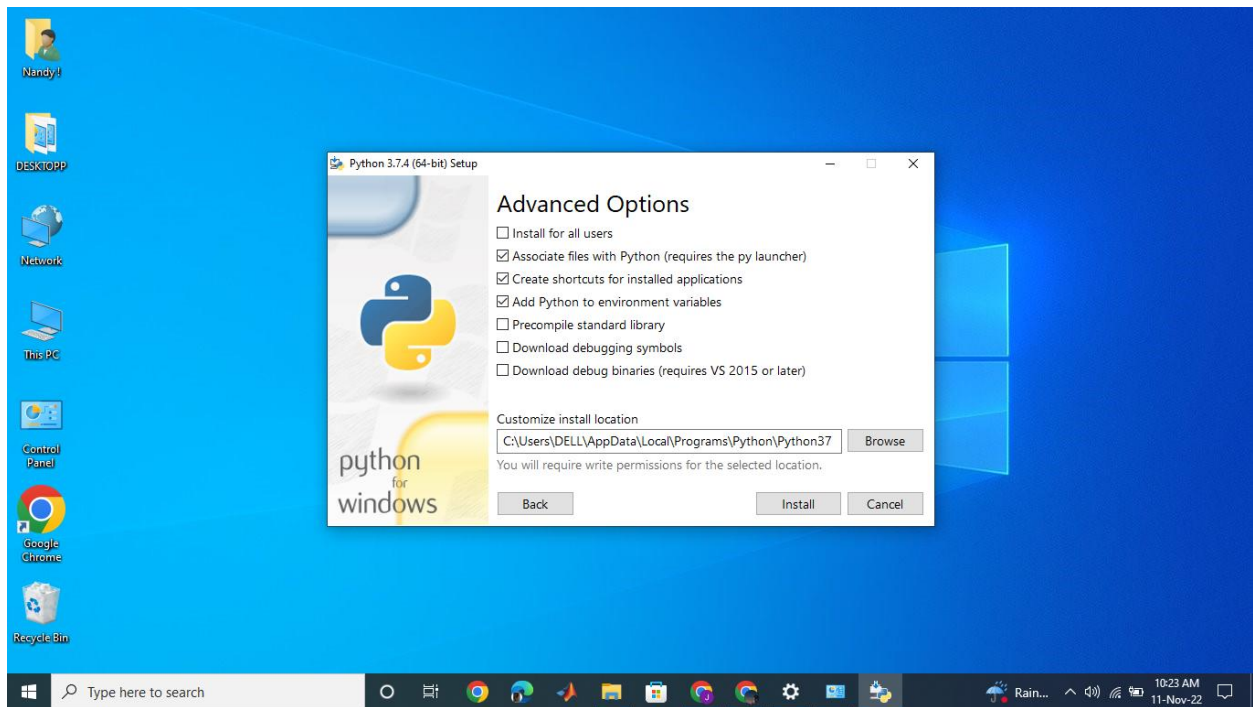 Nandy !
DESKTOPP
Network
This PC
Control
Panel
Google
Chrome
Recycle Bin
Python 3.7.4 (64-bit) Setup
Advanced Options
Install for all users
Associate files with Python (requires the py launcher)
Create shortcuts for installed applications
Add Python to environment variables
Precompile standard library
Download debugging symbols
Download debug binaries (requires VS 2015 or later)
Customize install location
C:\Users\DELL\AppData\Local\Programs\Python\Python37
Browse
You will require write permissions for the selected location.
python
for
windows
Back
Install
Cancel
Type here to search
Rain...
10:23 AM
11-Nov-22